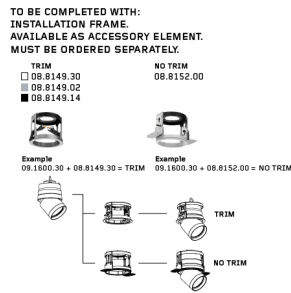 TO BE COMPLETED WITH:
INSTALLATION FRAME.
AVAILABLE AS ACCESSORY ELEMENT.
MUST BE ORDERED SEPARATELY.
TRIM
08.8149.30
08.8149.02
08.8149.14
NO TRIM
08.8152.00
Example
09.1600.30 + 08.8149.30 = TRIM
Example
09.1600.30 + 08.8152.00 = NO TRIM
TRIM
NO TRIM